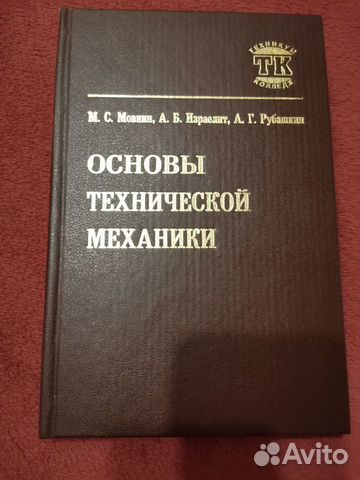 ТЕХНИКУМ
ТК
КОЛЛЕДЖ
М. С. Мовнин, А. Б. Израелит, А. Г. Рубашкин
ОСНОВЫ
ТЕХНИЧЕСКОЙ
МЕХАНИКИ
Avito